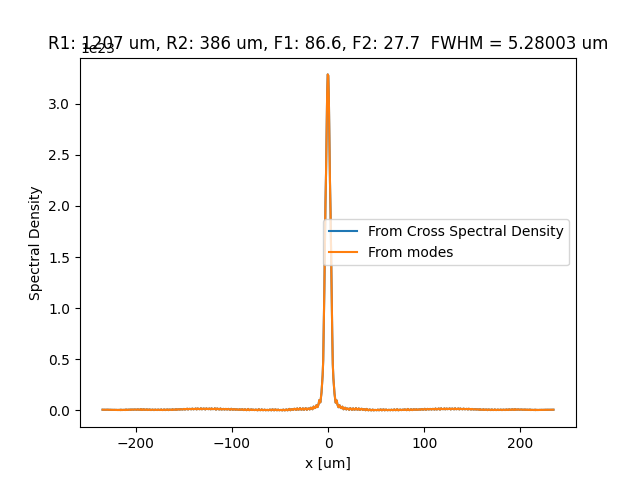 R1: 1207 um, R2: 386 um, F1: 86.6, F2: 27.7  FWHM = 5.28003 um
1e23
3.0
2.5
2.0
1.5
1.0
0.5
0.0
Spectral Density
From Cross Spectral Density
From modes
−200
−100
0
100
200
x [um]